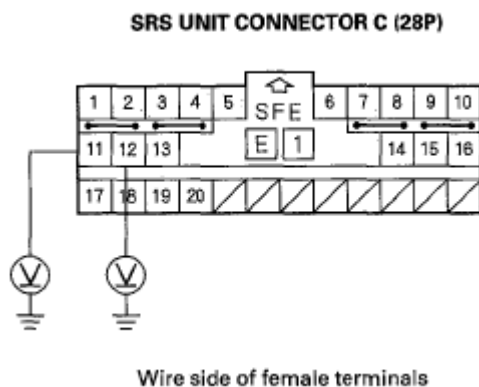 SRS UNIT CONNECTOR C (28P)
1 2 3 4 5 SFE 6 7 8 9 10
11 12 13 E 1 14 15 16
17 18 19 20
V V
Wire side of female terminals